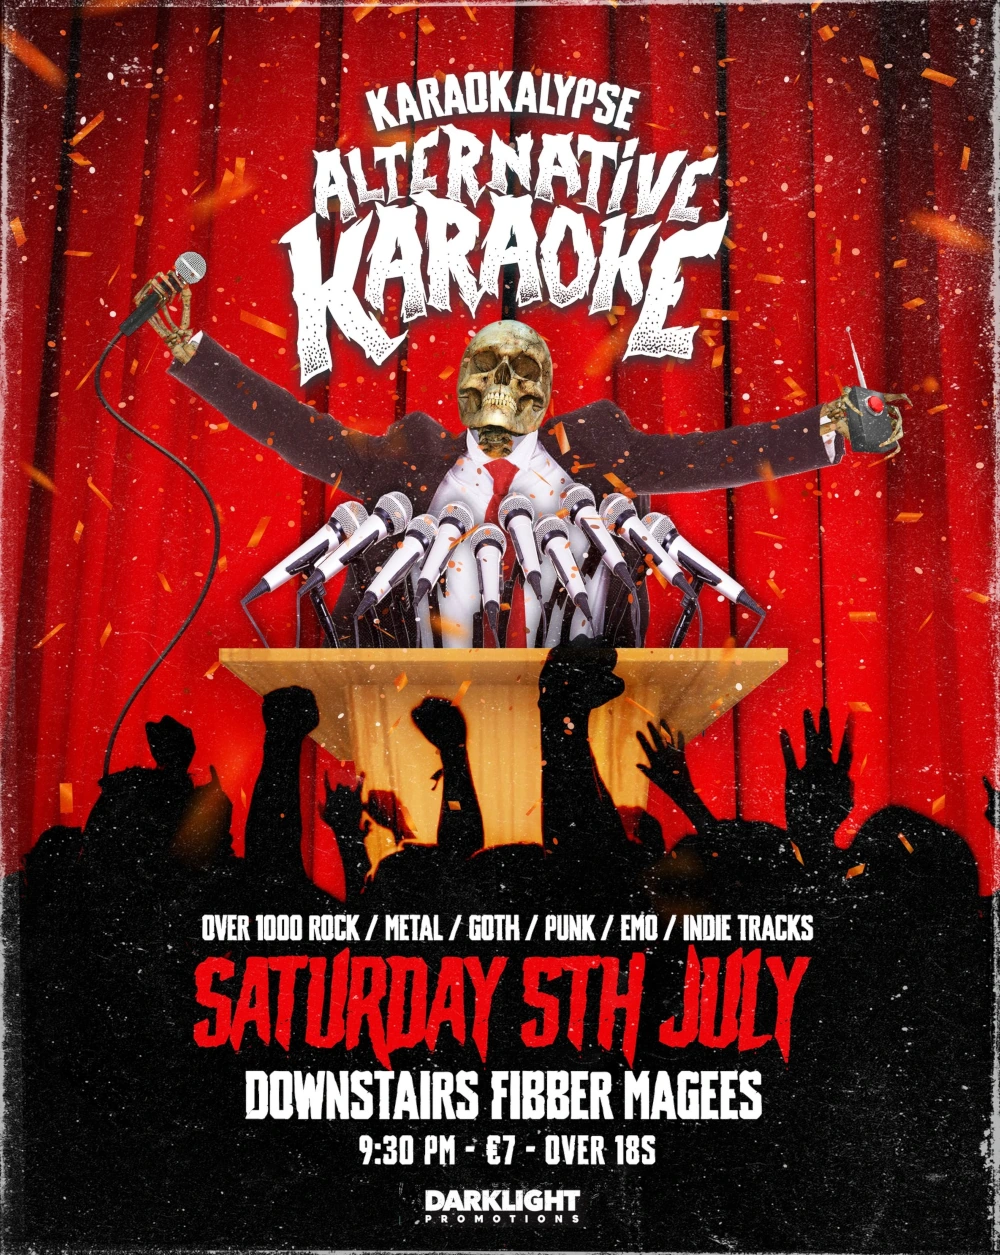 KARAOKALYPSE
ALTERNATiVE
KARAOKE
OVER 1000 ROCK / METAL / GOTH / PUNK / EMO / INDIE TRACKS
SATURDAY 5TH JULY
DOWNSTAIRS FIBBER MAGEES
9:30 PM - €7 - OVER 18S
DARKLIGHT
PROMOTIONS